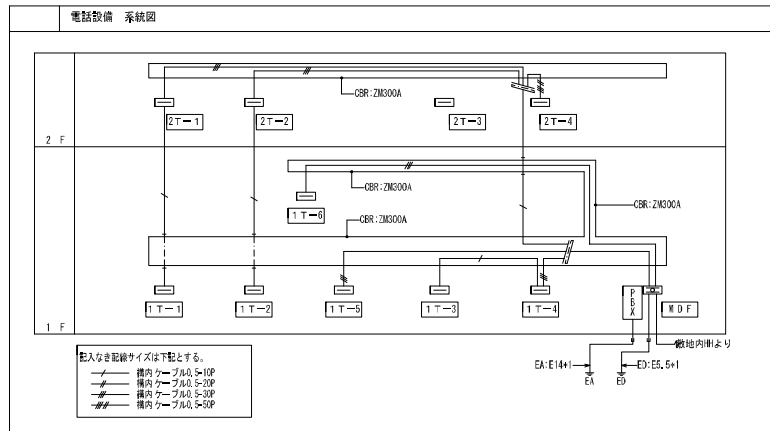 電話設備 系統図
CBR:ZM300A
2T-1
2T-2
2T-3
2T-4
2 F
CBR:ZM300A
CBR:ZM300A
1T-6
CBR:ZM300A
1T-1
1T-2
1T-5
1T-3
1T-4
PBX
MDF
1 F
敷地内HHより
記入なき配線サイズは下記とする。
構内ケーブル0.5-10P
構内ケーブル0.5-20P
構内ケーブル0.5-30P
構内ケーブル0.5-50P
EA:E14*1
ED:E5.5*1
EA
ED